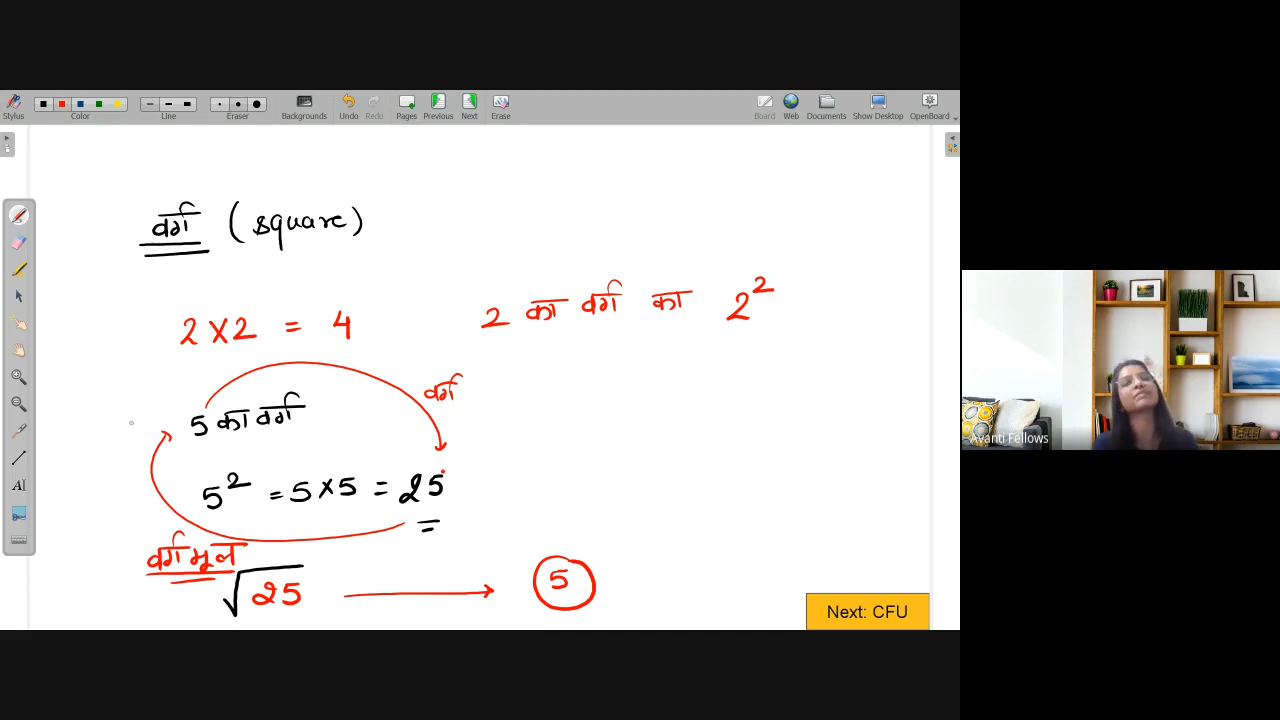 Stylus Color Line Eraser Backgrounds Undo Redo Pages Previous Next Erase Board Web Documents Show Desktop OpenBoard
वर्ग (square)
2 × 2 = 4 2 का वर्ग का 2²
वर्ग
5 का वर्ग
5² = 5 × 5 = 25
वर्गमूल
√25 → 5
Next: CFU
Avanti Fellows